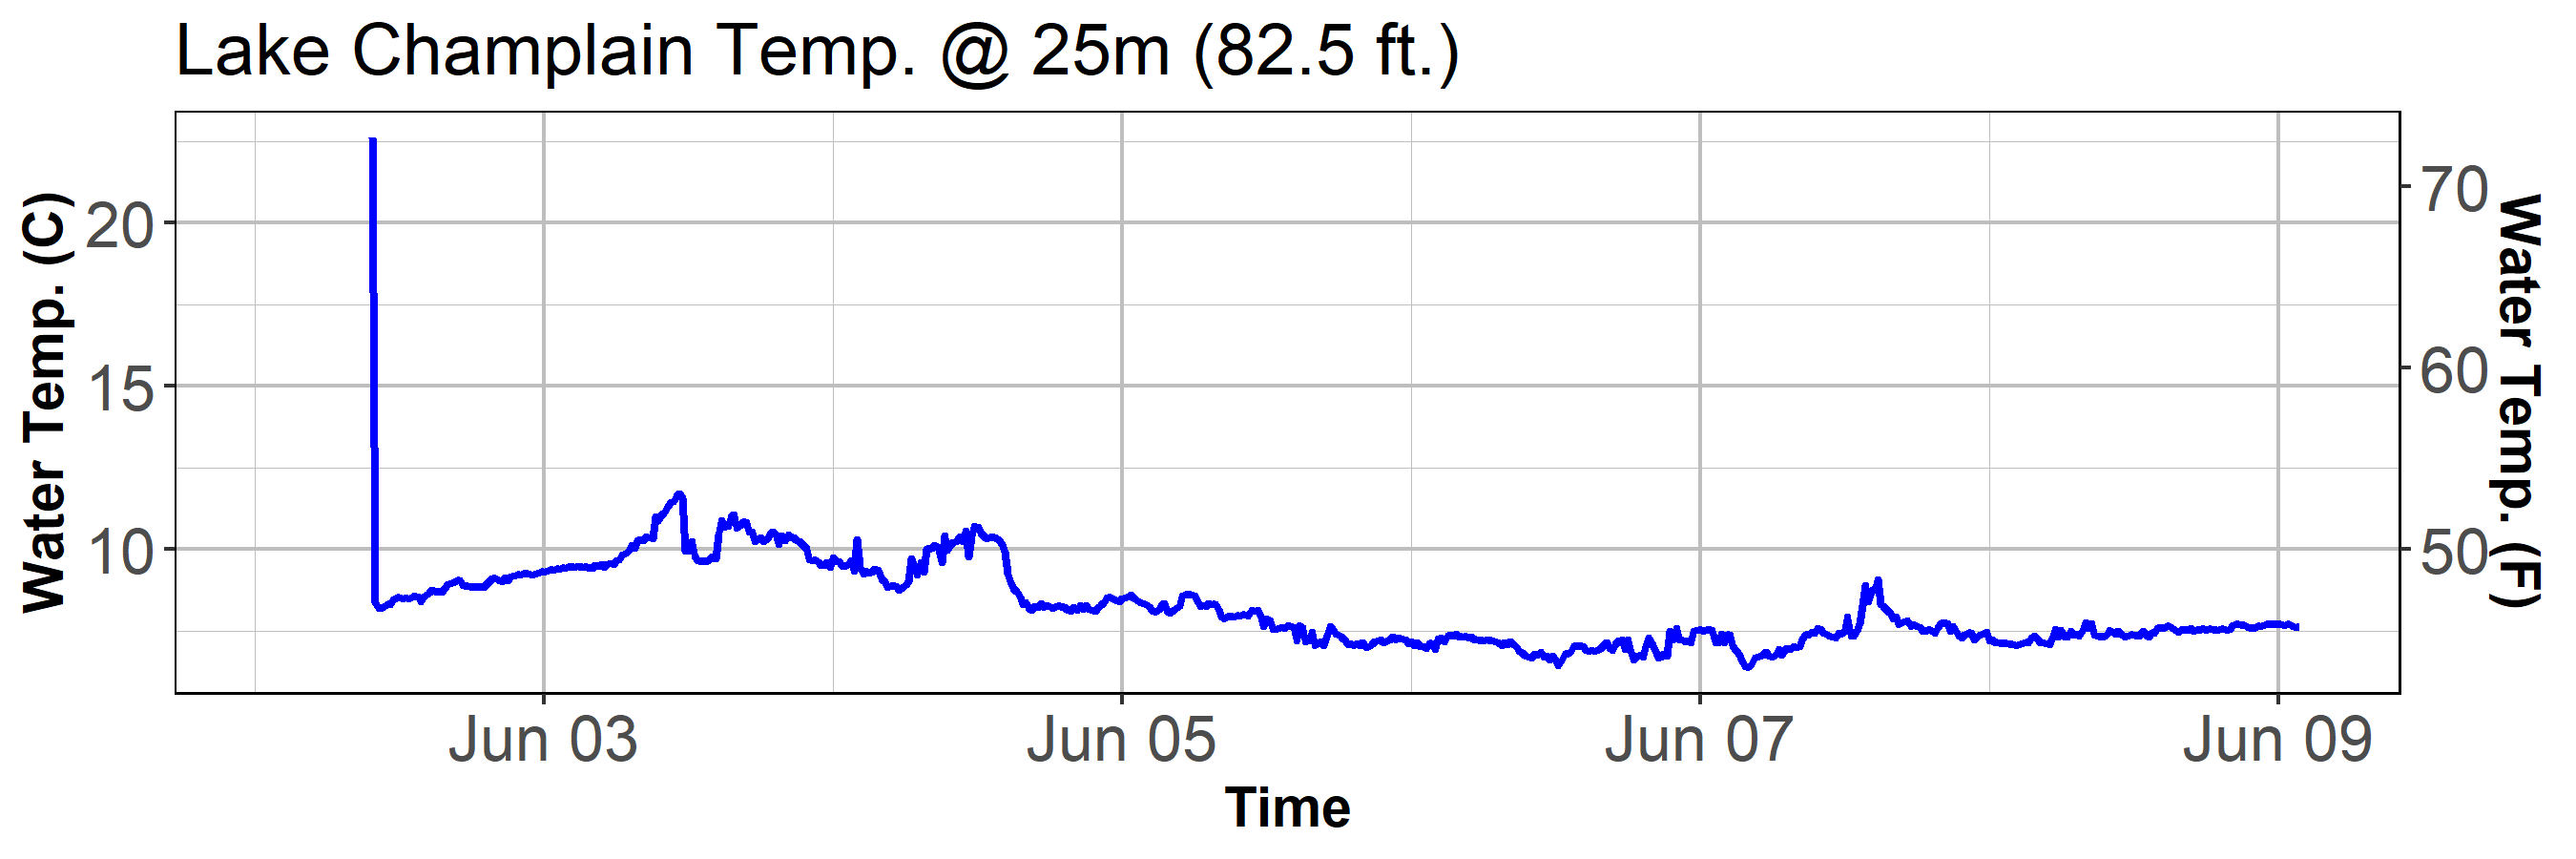 Lake Champlain Temp. @ 25m (82.5 ft.)
Water Temp. (C)
20
15
10
70
60
50
Water Temp. (F)
Jun 03 Jun 05 Jun 07 Jun 09
Time